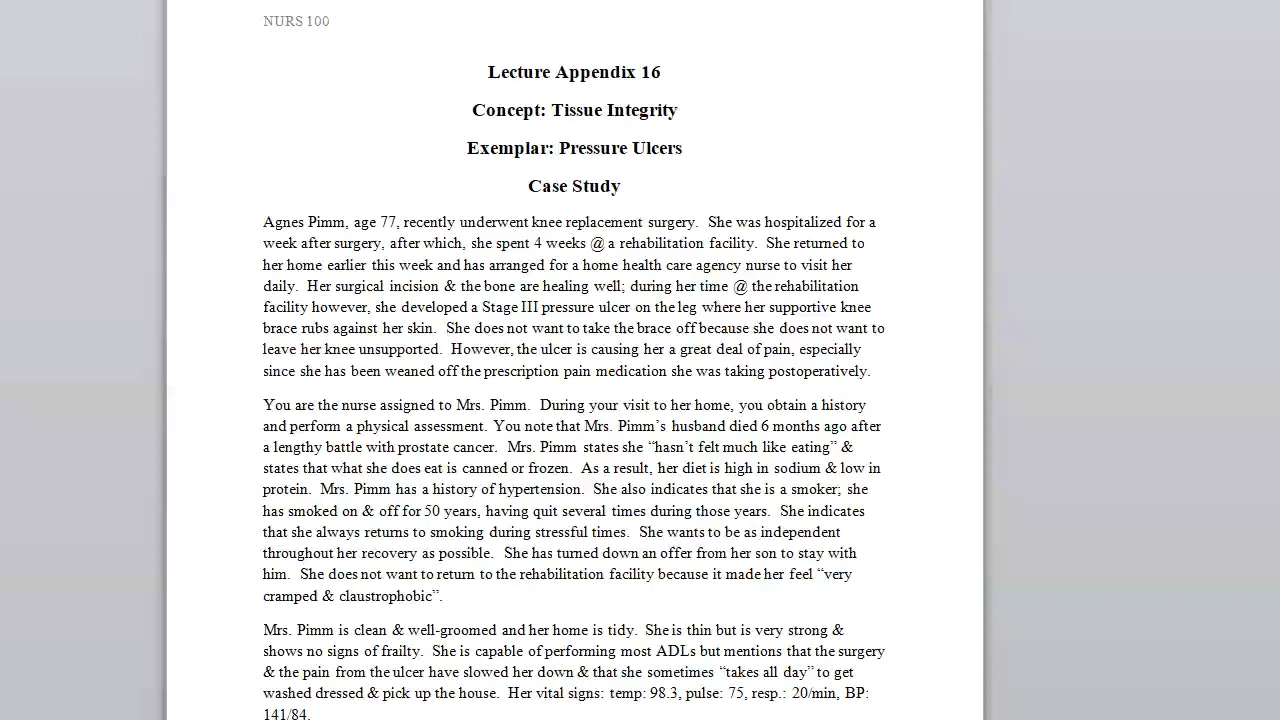 NURS 100
Lecture Appendix 16
Concept: Tissue Integrity
Exemplar: Pressure Ulcers
Case Study
Agnes Pimm, age 77, recently underwent knee replacement surgery.  She was hospitalized for a
week after surgery, after which, she spent 4 weeks @ a rehabilitation facility.  She returned to
her home earlier this week and has arranged for a home health care agency nurse to visit her
daily.  Her surgical incision & the bone are healing well; during her time @ the rehabilitation
facility however, she developed a Stage III pressure ulcer on the leg where her supportive knee
brace rubs against her skin.  She does not want to take the brace off because she does not want to
leave her knee unsupported.  However, the ulcer is causing her a great deal of pain, especially
since she has been weaned off the prescription pain medication she was taking postoperatively.
You are the nurse assigned to Mrs. Pimm.  During your visit to her home, you obtain a history
and perform a physical assessment. You note that Mrs. Pimm’s husband died 6 months ago after
a lengthy battle with prostate cancer.  Mrs. Pimm states she “hasn’t felt much like eating” &
states that what she does eat is canned or frozen.  As a result, her diet is high in sodium & low in
protein.  Mrs. Pimm has a history of hypertension.  She also indicates that she is a smoker; she
has smoked on & off for 50 years, having quit several times during those years.  She indicates
that she always returns to smoking during stressful times.  She wants to be as independent
throughout her recovery as possible.  She has turned down an offer from her son to stay with
him.  She does not want to return to the rehabilitation facility because it made her feel “very
cramped & claustrophobic”.
Mrs. Pimm is clean & well-groomed and her home is tidy.  She is thin but is very strong &
shows no signs of frailty.  She is capable of performing most ADLs but mentions that the surgery
& the pain from the ulcer have slowed her down & that she sometimes “takes all day” to get
washed dressed & pick up the house.  Her vital signs: temp: 98.3, pulse: 75, resp.: 20/min, BP:
141/84.